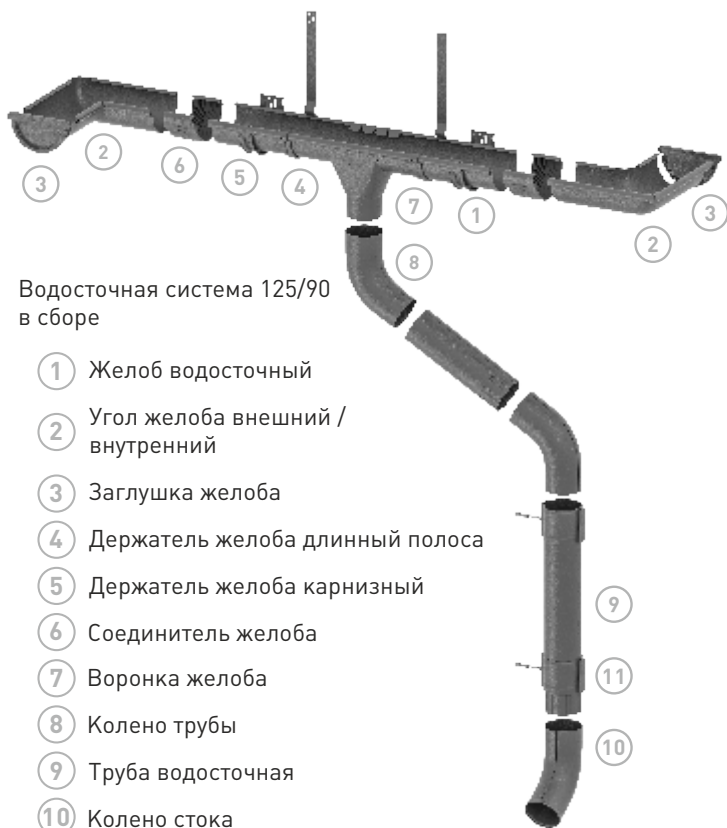 3
2
6
5
4
7
1
2
3
8
Водосточная система 125/90
в сборе
1 Желоб водосточный
2 Угол желоба внешний /
внутренний
3 Заглушка желоба
4 Держатель желоба длинный полоса
5 Держатель желоба карнизный
6 Соединитель желоба
7 Воронка желоба
8 Колено трубы
9 Труба водосточная
10 Колено стока
9
11
10